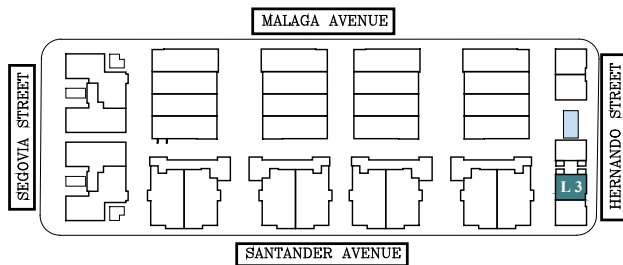 MALAGA AVENUE
SEGOVIA STREET
HERNANDO STREET
L 3
SANTANDER AVENUE